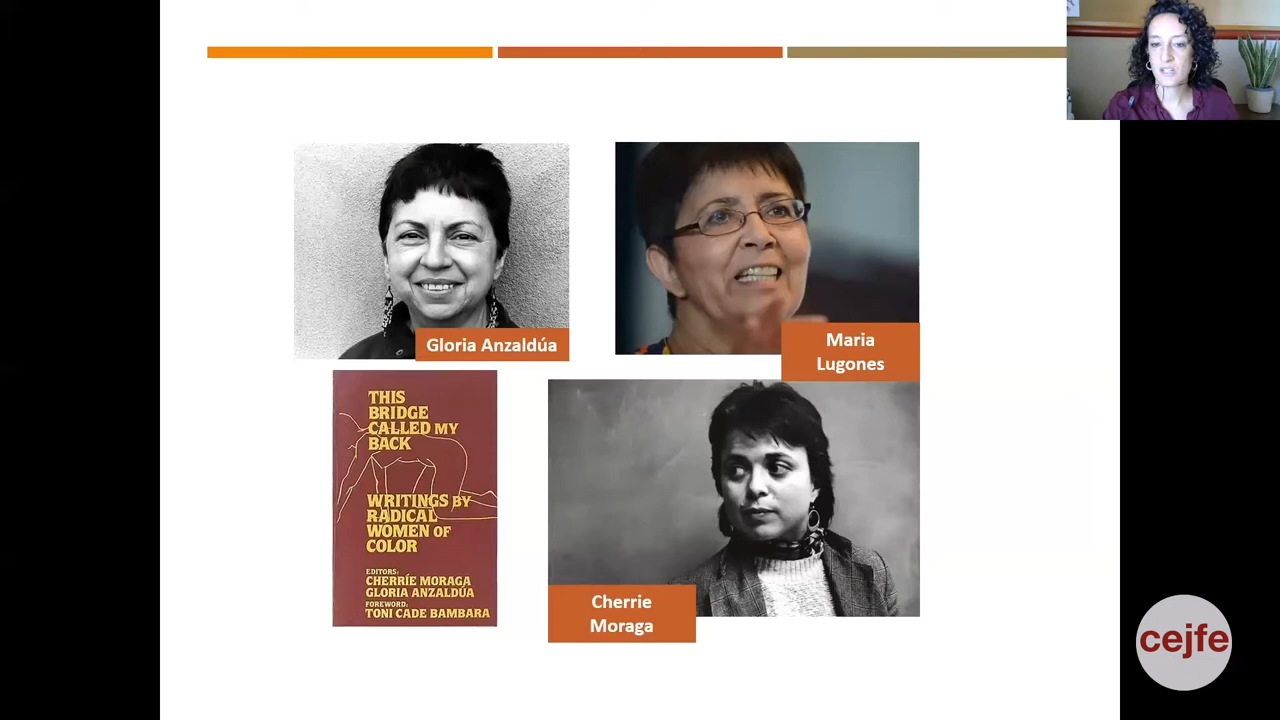 Gloria Anzaldúa
Maria
Lugones
THIS
BRIDGE
CALLED MY
BACK
WRITINGS BY
RADICAL
WOMEN OF
COLOR
EDITORS:
CHERRÍE MORAGA
GLORIA ANZALDÚA
FOREWORD:
TONI CADE BAMBARA
Cherrie
Moraga
cejfe